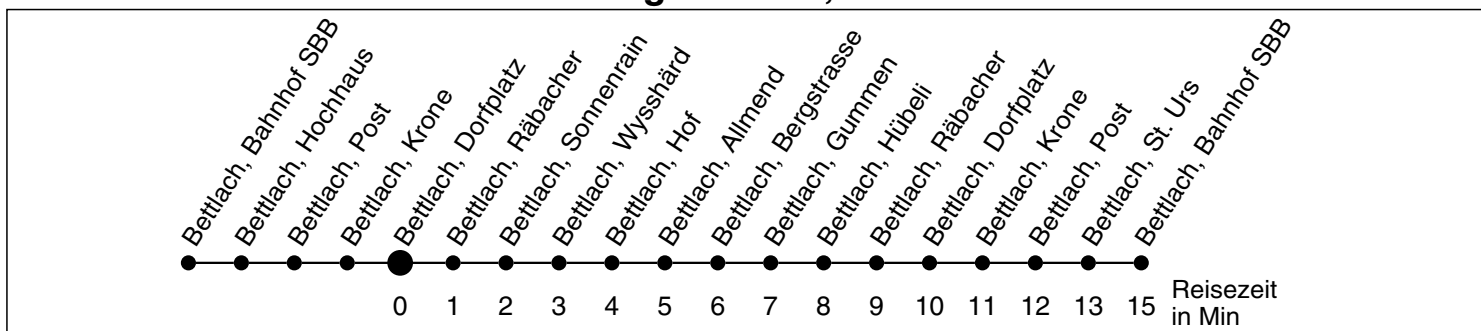 Bettlach, Bahnhof SBB
Bettlach, Hochhaus
Bettlach, Post
Bettlach, Krone
Bettlach, Dorfplatz
Bettlach, Räbacher
Bettlach, Sonnenrain
Bettlach, Wysshärd
Bettlach, Hof
Bettlach, Allmend
Bettlach, Bergstrasse
Bettlach, Gummen
Bettlach, Hübeli
Bettlach, Räbacher
Bettlach, Dorfplatz
Bettlach, Krone
Bettlach, Post
Bettlach, St. Urs
Bettlach, Bahnhof SBB
0 1 2 3 4 5 6 7 8 9 10 11 12 13 15 Reisezeit
in Min